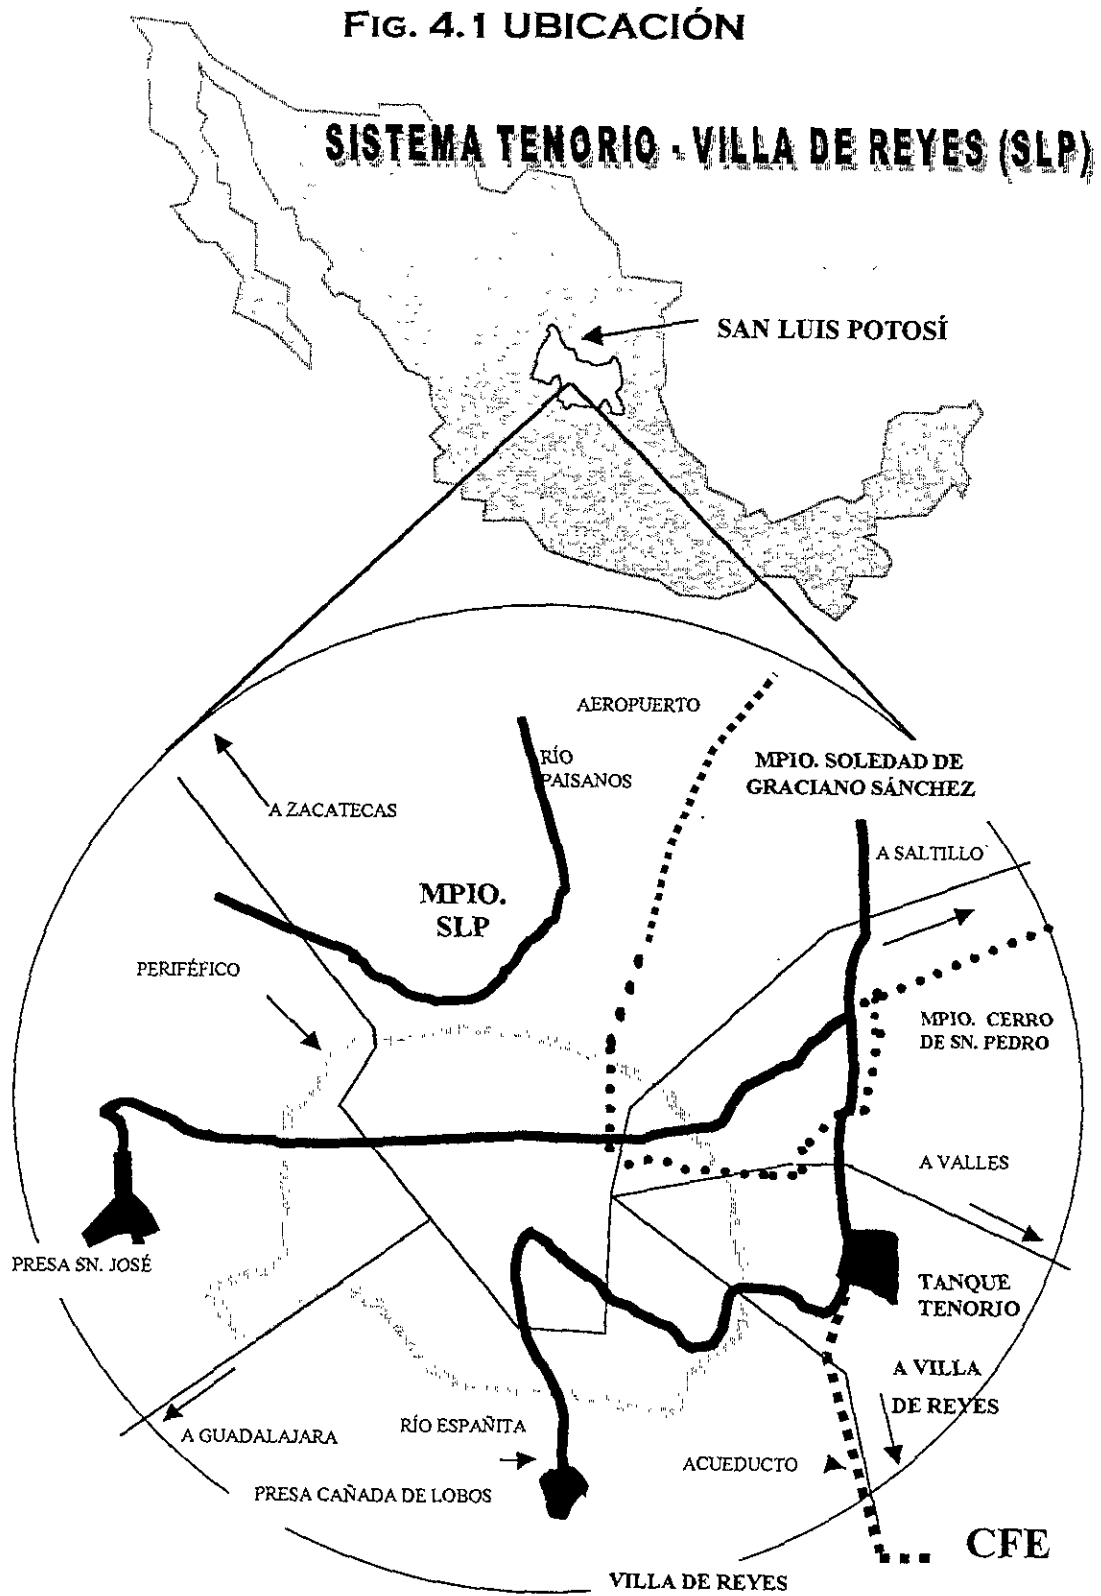 FIG. 4.1 UBICACIÓN
SISTEMA TENORIO - VILLA DE REYES (SLP)
SAN LUIS POTOSÍ
AEROPUERTO
RÍO
PAISANOS
MPIO. SOLEDAD DE
GRACIANO SÁNCHEZ
A ZACATECAS
A SALTILLO
MPIO.
SLP
PERIFÉFICO
MPIO. CERRO
DE SN. PEDRO
A VALLES
PRESA SN. JOSÉ
TANQUE
TENORIO
A VILLA
DE REYES
RÍO ESPAÑITA
A GUADALAJARA
ACUEDUCTO
PRESA CAÑADA DE LOBOS
CFE
VILLA DE REYES